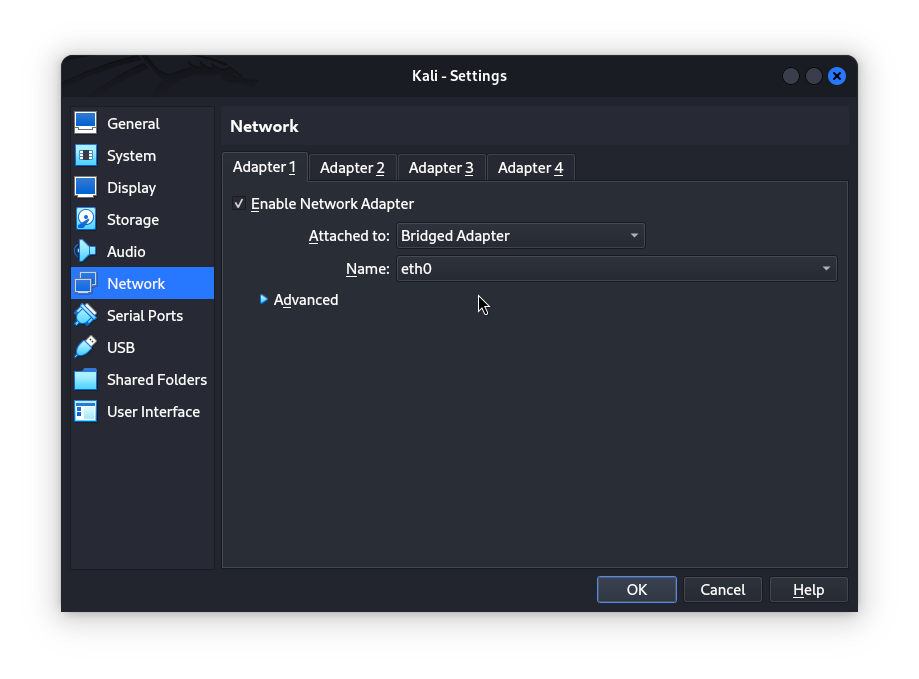 Kali - Settings
General
System
Display
Storage
Audio
Network
Serial Ports
USB
Shared Folders
User Interface
Network
Adapter 1 Adapter 2 Adapter 3 Adapter 4
Enable Network Adapter
Attached to: Bridged Adapter
Name: eth0
Advanced
OK Cancel Help